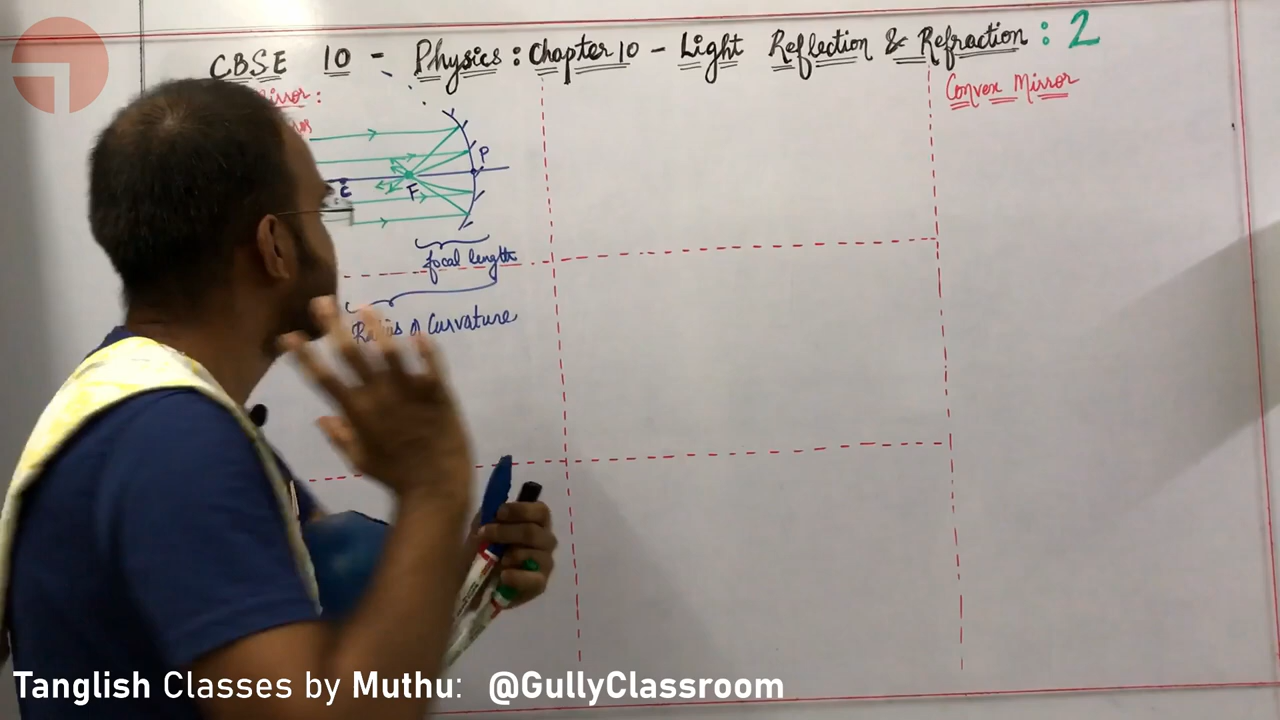 CBSE 10 - Physics : Chapter 10 - Light Reflection & Refraction : 2
Mirror :
Convex Mirror
P
C
F
focal length
Radius of Curvature
Tanglish Classes by Muthu: @GullyClassroom